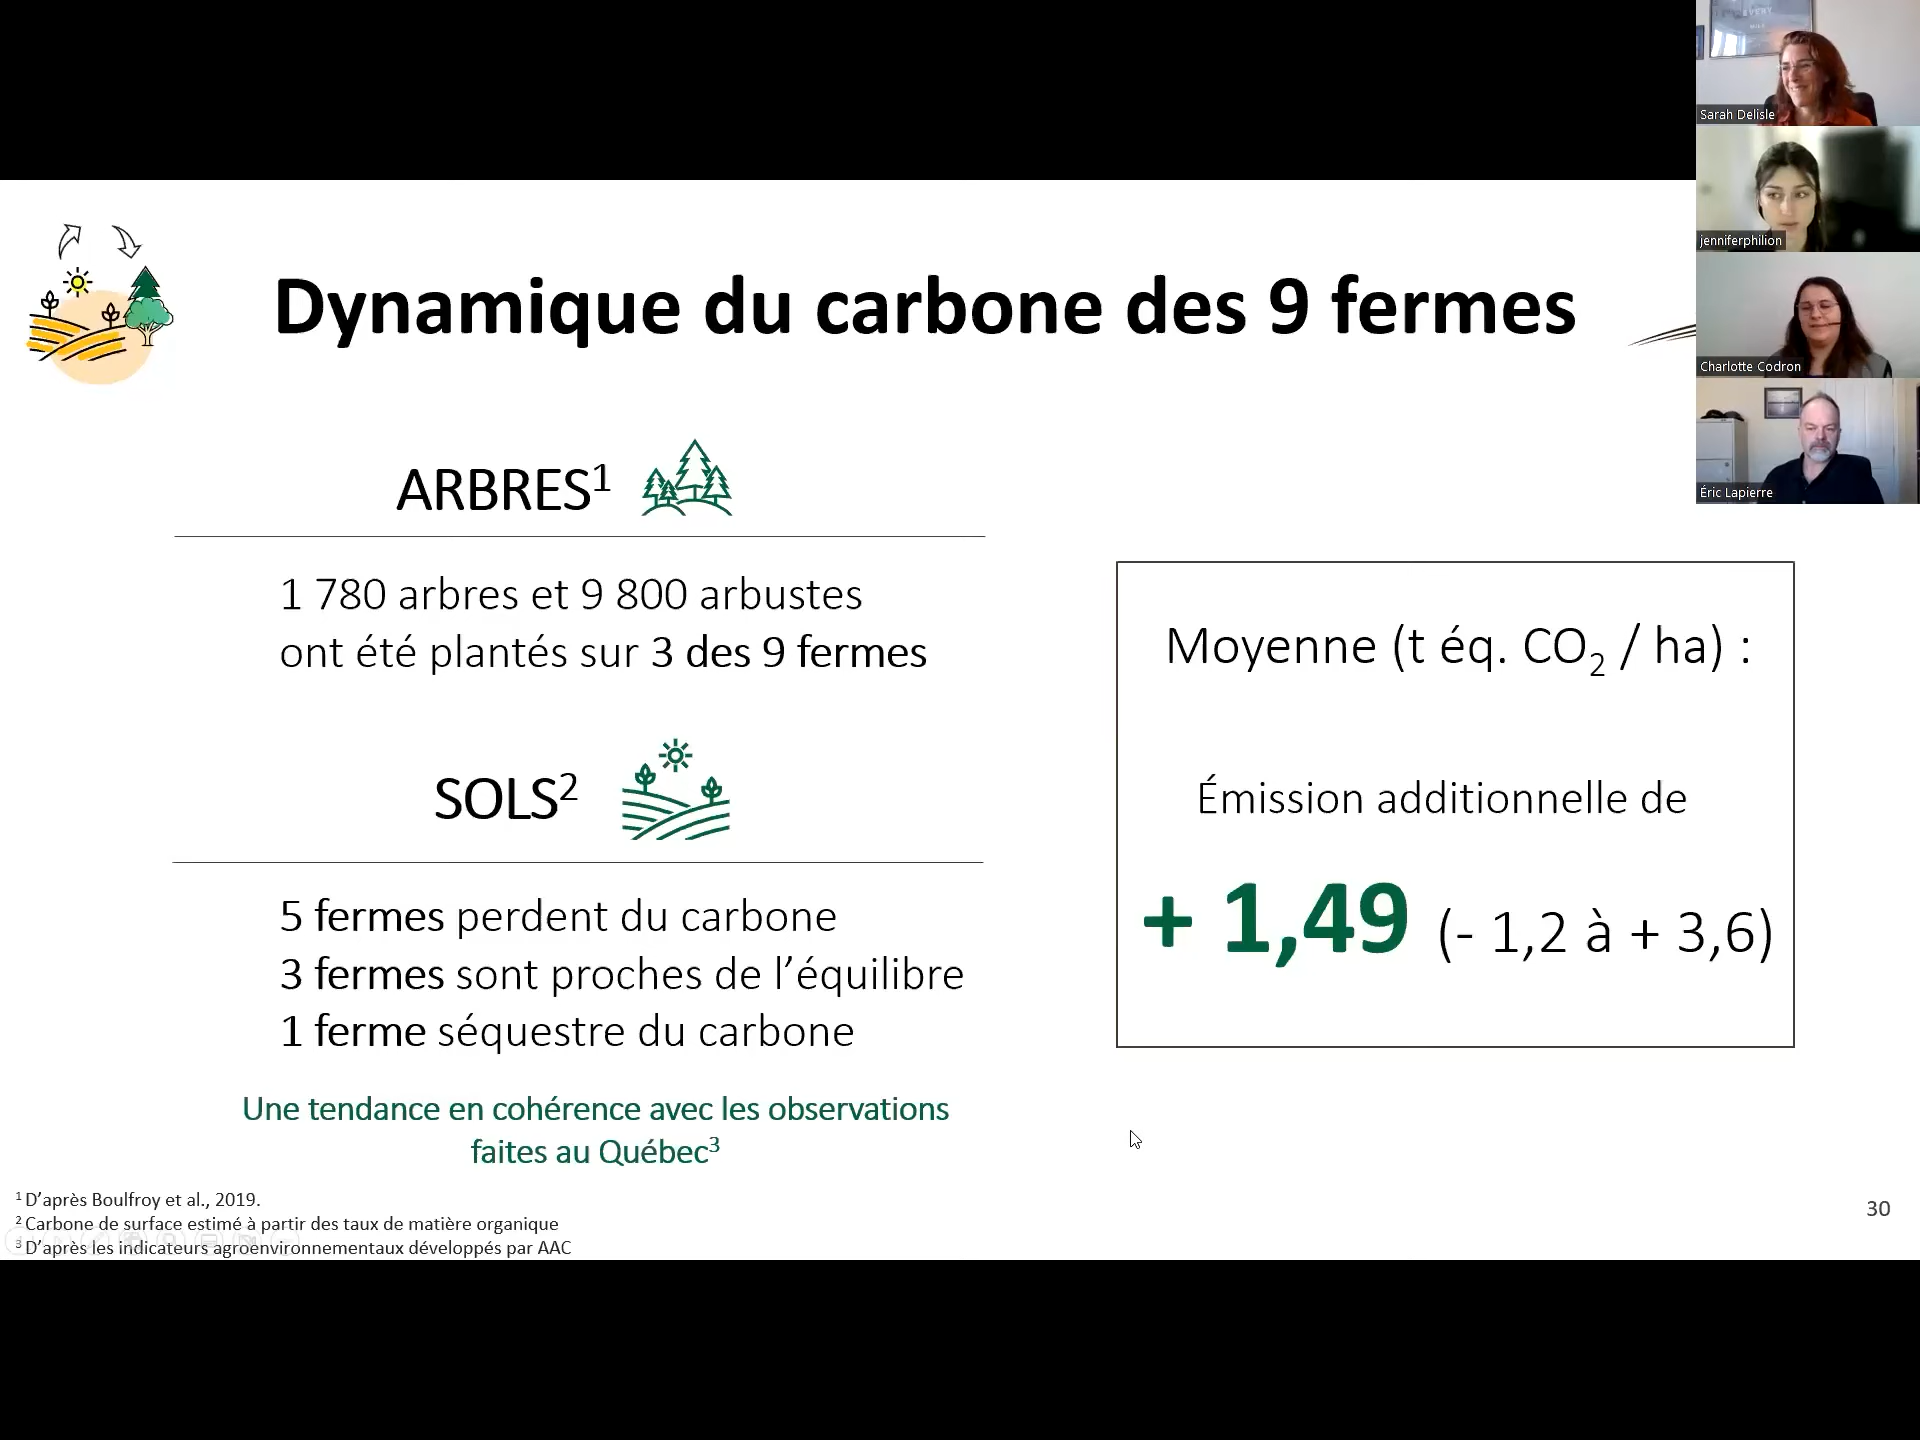 Dynamique du carbone des 9 fermes
ARBRES¹
1 780 arbres et 9 800 arbustes
ont été plantés sur 3 des 9 fermes
SOLS²
5 fermes perdent du carbone
3 fermes sont proches de l’équilibre
1 ferme séquestre du carbone
Une tendance en cohérence avec les observations
faites au Québec³
Moyenne (t éq. CO₂ / ha) :
Émission additionnelle de
+ 1,49 (- 1,2 à + 3,6)
¹ D’après Boulfroy et al., 2019.
² Carbone de surface estimé à partir des taux de matière organique
³ D’après les indicateurs agroenvironnementaux développés par AAC
30
Sarah Delisle
jenniferphilion
Charlotte Codron
Éric Lapierre